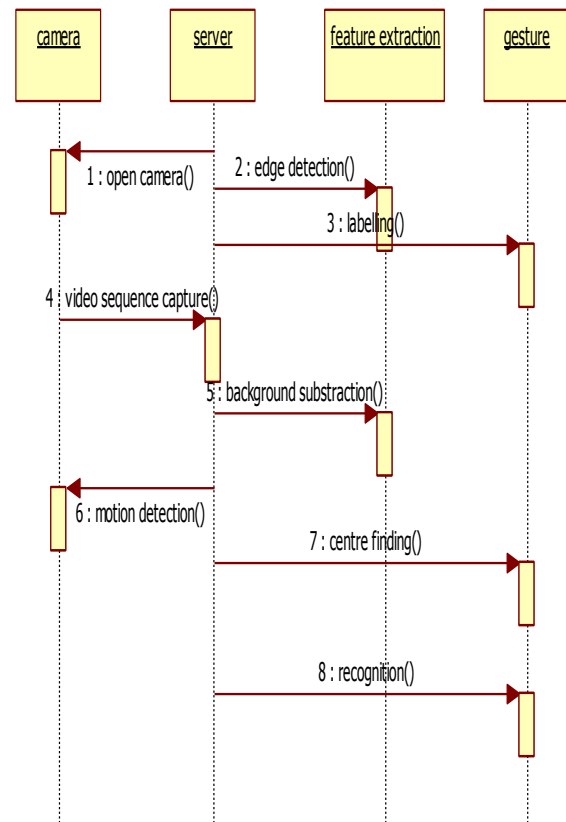 camera
server
feature extraction
gesture
1 : open camera()
2 : edge detection()
3 : labelling()
4 : video sequence capture()
5 : background substraction()
6 : motion detection()
7 : centre finding()
8 : recognition()